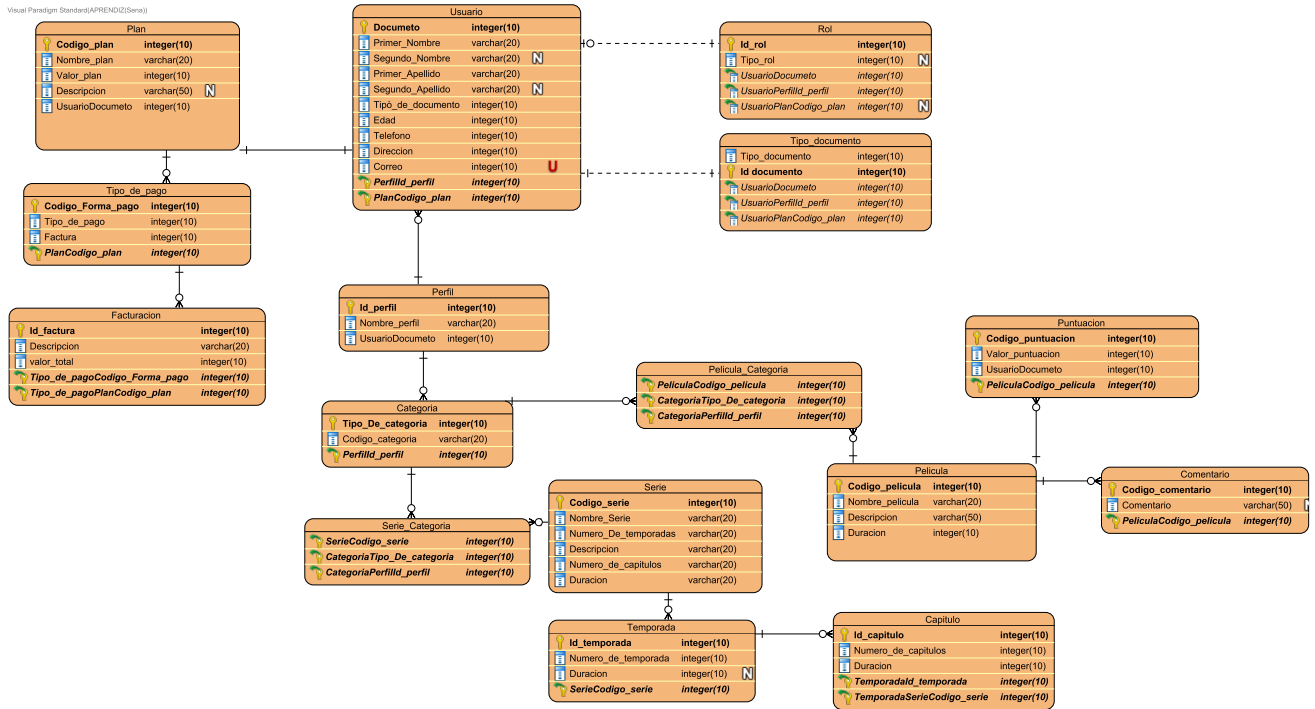 Visual Paradigm Standard(APRENDIZ(Sena))
Plan
Codigo_plan integer(10)
Nombre_plan varchar(20)
Valor_plan integer(10)
Descripcion varchar(50) N
UsuarioDocumeto integer(10)
Usuario
Documeto integer(10)
Primer_Nombre varchar(20)
Segundo_Nombre varchar(20) N
Primer_Apellido varchar(20)
Segundo_Apellido varchar(20) N
Tipò_de_documento integer(10)
Edad integer(10)
Telefono integer(10)
Direccion integer(10)
Correo integer(10) U
PerfilId_perfil integer(10)
PlanCodigo_plan integer(10)
Rol
Id_rol integer(10)
Tipo_rol integer(10) N
UsuarioDocumeto integer(10)
UsuarioPerfilId_perfil integer(10)
UsuarioPlanCodigo_plan integer(10) N
Tipo_documento
Tipo_documento integer(10)
Id documento integer(10)
UsuarioDocumeto integer(10)
UsuarioPerfilId_perfil integer(10)
UsuarioPlanCodigo_plan integer(10)
Tipo_de_pago
Codigo_Forma_pago integer(10)
Tipo_de_pago integer(10)
Factura integer(10)
PlanCodigo_plan integer(10)
Facturacion
Id_factura integer(10)
Descripcion varchar(20)
valor_total integer(10)
Tipo_de_pagoCodigo_Forma_pago integer(10)
Tipo_de_pagoPlanCodigo_plan integer(10)
Perfil
Id_perfil integer(10)
Nombre_perfil varchar(20)
UsuarioDocumeto integer(10)
Categoria
Tipo_De_categoria integer(10)
Codigo_categoria varchar(20)
PerfilId_perfil integer(10)
Pelicula_Categoria
PeliculaCodigo_pelicula integer(10)
CategoriaTipo_De_categoria integer(10)
CategoriaPerfilId_perfil integer(10)
Puntuacion
Codigo_puntuacion integer(10)
Valor_puntuacion integer(10)
UsuarioDocumeto integer(10)
PeliculaCodigo_pelicula integer(10)
Pelicula
Codigo_pelicula integer(10)
Nombre_pelicula varchar(20)
Descripcion varchar(50)
Duracion integer(10)
Comentario
Codigo_comentario integer(10)
Comentario varchar(50) N
PeliculaCodigo_pelicula integer(10)
Serie_Categoria
SerieCodigo_serie integer(10)
CategoriaTipo_De_categoria integer(10)
CategoriaPerfilId_perfil integer(10)
Serie
Codigo_serie integer(10)
Nombre_Serie varchar(20)
Numero_De_temporadas varchar(20)
Descripcion varchar(20)
Numero_de_capitulos varchar(20)
Duracion varchar(20)
Temporada
Id_temporada integer(10)
Numero_de_temporada integer(10)
Duracion integer(10) N
SerieCodigo_serie integer(10)
Capitulo
Id_capitulo integer(10)
Numero_de_capitulos integer(10)
Duracion integer(10)
TemporadaId_temporada integer(10)
TemporadaSerieCodigo_serie integer(10)